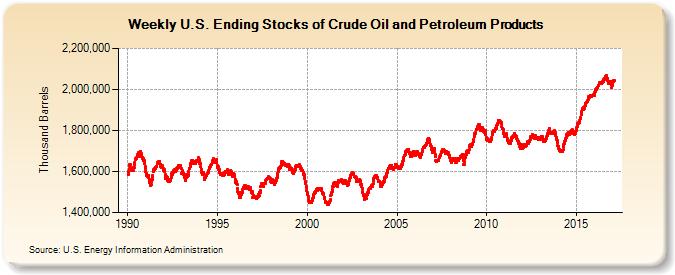 Weekly U.S. Ending Stocks of Crude Oil and Petroleum Products
Thousand Barrels
2,200,000
2,000,000
1,800,000
1,600,000
1,400,000
1990 1995 2000 2005 2010 2015
Source: U.S. Energy Information Administration